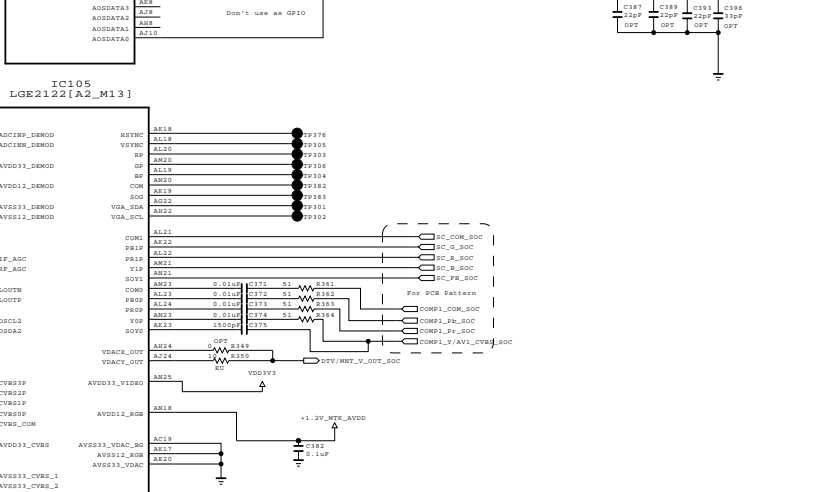 AOSDATA3 AK8
AOSDATA2 AJ8
AOSDATA1 AH8
AOSDATA0 AJ10
Don't use as GPIO
C387 C389 C393 C396
22pF 22pF 22pF 33pF
OPT OPT OPT OPT
IC105
LGE2122[A2_M13]
ADCINP_DEMOD HSYNC AK18 TP376
ADCINN_DEMOD VSYNC AL18 TP305
RP AL20 TP303
AVDD33_DEMOD GP AM20 TP306
BP AL19 TP304
AVDD12_DEMOD COM AN20 TP382
SOG AK19 TP383
AVSS33_DEMOD VGA_SDA AG22 TP301
AVSS12_DEMOD VGA_SCL AH22 TP302
COM1 AL21 SC_COM_SOC
PB1P AK22 SC_G_SOC
IF_AGC PR1P AL22 SC_R_SOC
RF_AGC Y1P AM21 SC_B_SOC
SOY1 AN21 SC_FB_SOC
LOUTN COM0 AM23 0.01uF C371 51 R361
LOUTP PB0P AL23 0.01uF C372 51 R362
PR0P AL24 0.01uF C373 51 R363
OSCL2 Y0P AN23 0.01uF C374 51 R364
OSDA2 SOY0 AK23 1500pF C375
For PCB Pattern
COMP1_COM_SOC
COMP1_Pb_SOC
COMP1_Pr_SOC
COMP1_Y/AV1_CVBS_SOC
OPT
VDACX_OUT AH24 0 R349
VDACY_OUT AJ24 R350 DTV/MNT_V_OUT_SOC
EU
VDD3V3
CVBS3P AVDD33_VIDEO AN25
CVBS2P
CVBS1P
CVBS0P AVDD12_RGB AN18
CVBS_COM
+1.2V_MTK_AVDD
AVDD33_CVBS AVSS33_VDAC_BG AC19
C382
0.1uF
AVSS12_RGB AK17
AVSS33_VDAC AE20
AVSS33_CVBS_1
AVSS33_CVBS_2